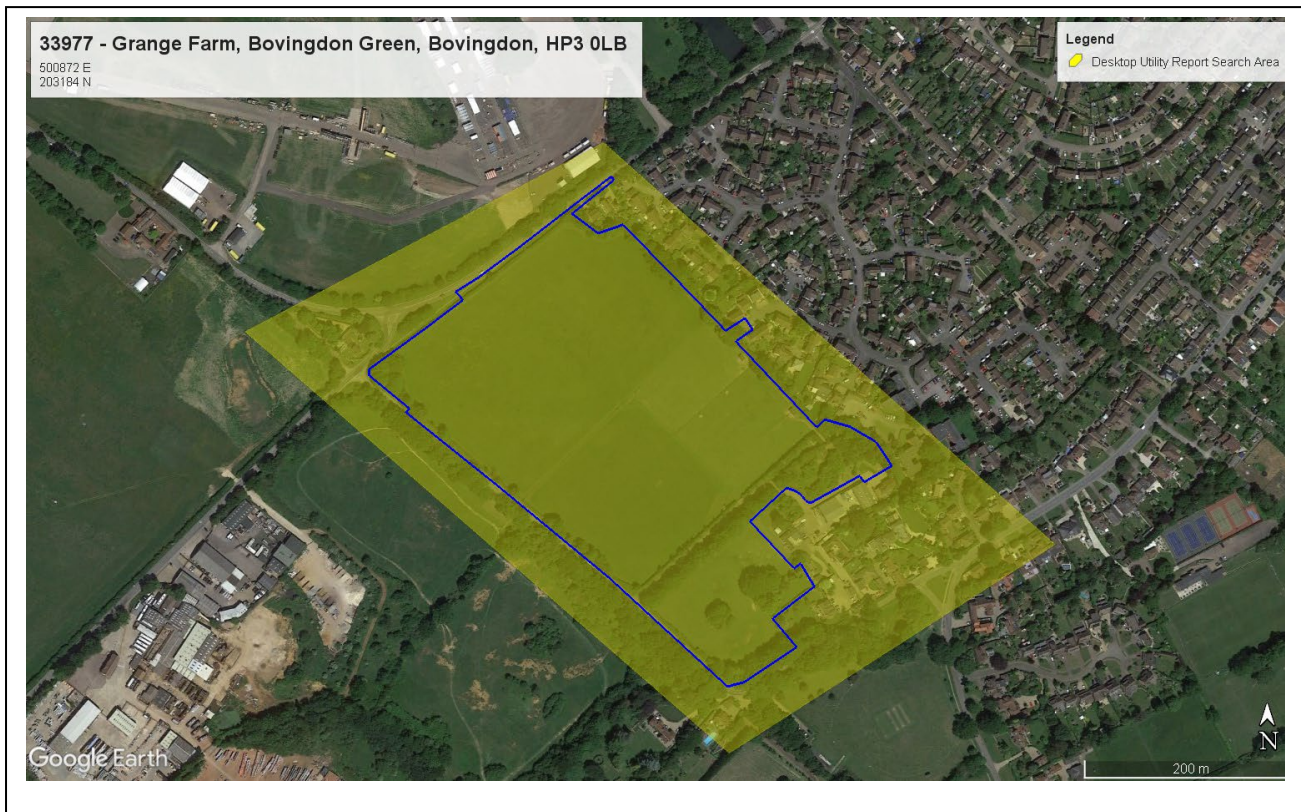 33977 - Grange Farm, Bovingdon Green, Bovingdon, HP3 0LB
500872 E
203184 N
Legend
Desktop Utility Report Search Area
Google Earth
N
200 m